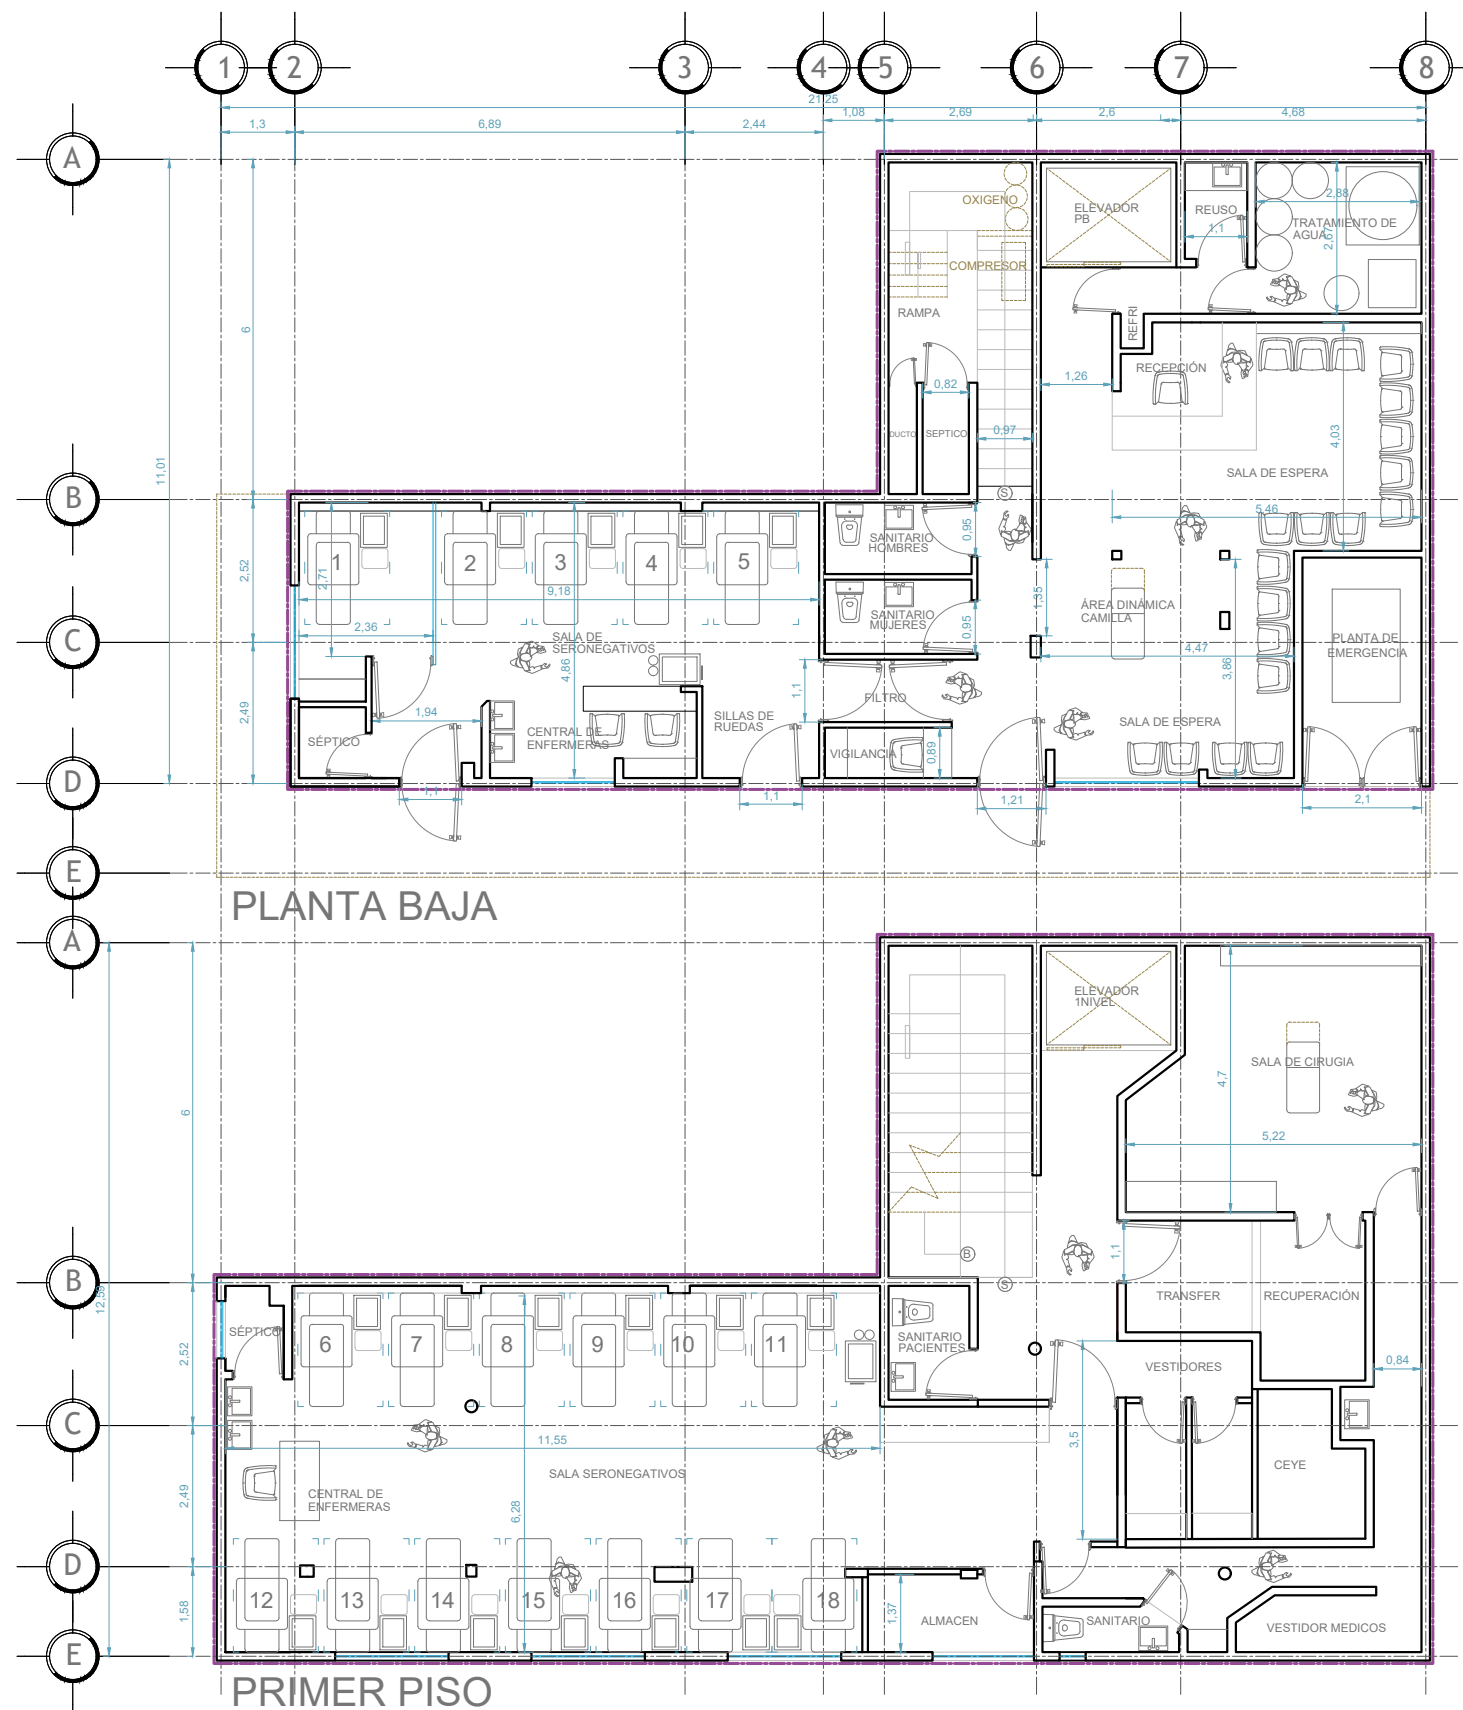 1 2 3 4 5 6 7 8
21,25
1,3 6,89 2,44 1,08 2,69 2,6 4,68
A
B
C
D
E
11,01
6
2,52
2,49
OXIGENO
COMPRESOR
RAMPA
ELEVADOR
PB
REUSO
1,1
2,88
TRATAMIENTO DE
AGUA
2,67
REFRI
RECEPCIÓN
1,26
0,82
DUCTO
SEPTICO
0,97
4,03
SALA DE ESPERA
5,46
S
SANITARIO
HOMBRES
0,95
SANITARIO
MUJERES
0,95
1,35
ÁREA DINÁMICA
CAMILLA
4,47
3,86
PLANTA DE
EMERGENCIA
1
2
3
4
5
2,71
9,18
2,36
SALA DE
SERONEGATIVOS
4,86
1,94
SÉPTICO
CENTRAL DE
ENFERMERAS
SILLAS DE
RUEDAS
1,1
FILTRO
VIGILANCIA
0,89
SALA DE ESPERA
1,1
1,1
1,21
2,1
PLANTA BAJA
A
B
C
D
E
12,59
6
2,52
2,49
1,58
ELEVADOR
1NIVEL
SALA DE CIRUGIA
4,7
5,22
B
S
1,1
TRANSFER
RECUPERACIÓN
SÉPTICO
6
7
8
9
10
11
SANITARIO
PACIENTES
VESTIDORES
0,84
3,5
11,55
SALA SERONEGATIVOS
CENTRAL DE
ENFERMERAS
6,28
CEYE
12
13
14
15
16
17
18
1,37
ALMACEN
SANITARIO
VESTIDOR MEDICOS
PRIMER PISO